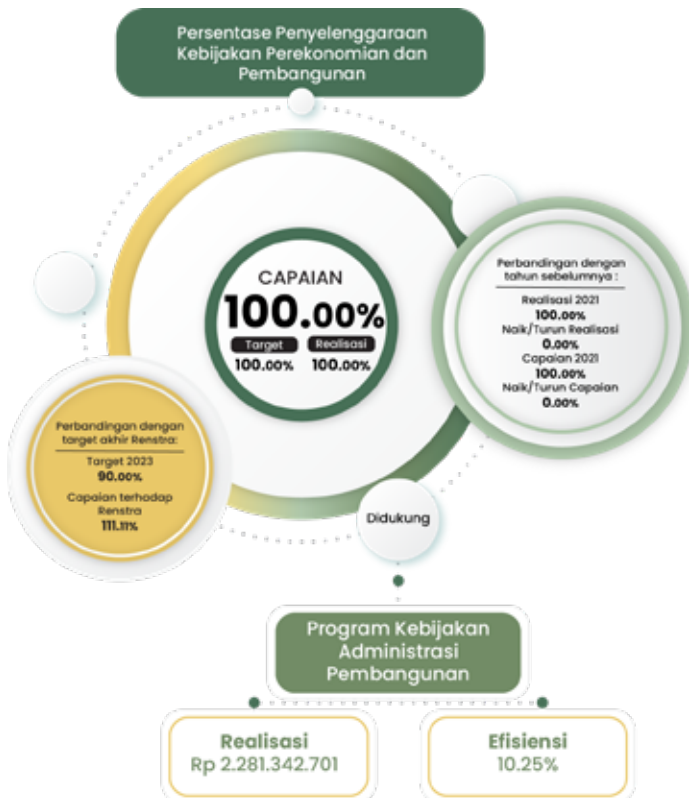 Persentase Penyelenggaraan
Kebijakan Perekonomian dan
Pembangunan
CAPAIAN
100.00%
Target Realisasi
100.00% 100.00%
Perbandingan dengan
tahun sebelumnya :
Realisasi 2021
100.00%
Naik/Turun Realisasi
0.00%
Capaian 2021
100.00%
Naik/Turun Capaian
0.00%
Perbandingan dengan
target akhir Renstra:
Target 2023
90.00%
Capaian terhadap
Renstra
111.11%
Didukung
Program Kebijakan
Administrasi
Pembangunan
Realisasi
Rp 2.281.342.701
Efisiensi
10.25%